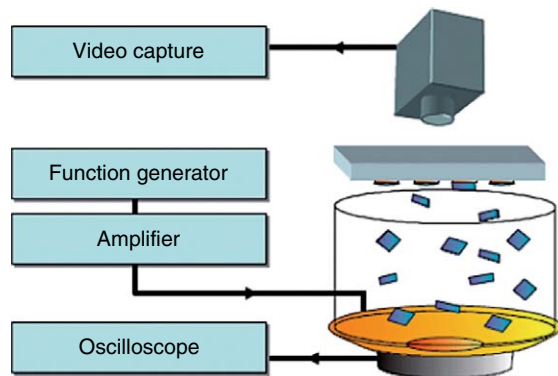 Video capture
Function generator
Amplifier
Oscilloscope